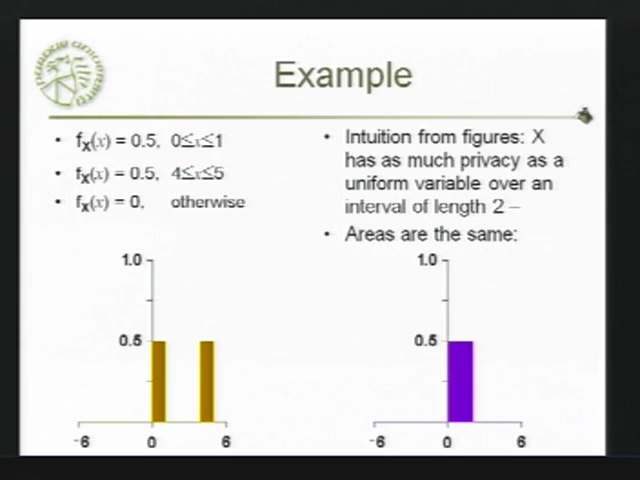 Example
• fX(x) = 0.5, 0≤x≤1
• fX(x) = 0.5, 4≤x≤5
• fX(x) = 0, otherwise
• Intuition from figures: X
has as much privacy as a
uniform variable over an
interval of length 2 –
• Areas are the same:
1.0
0.5
-6 0 6
1.0
0.5
-6 0 6